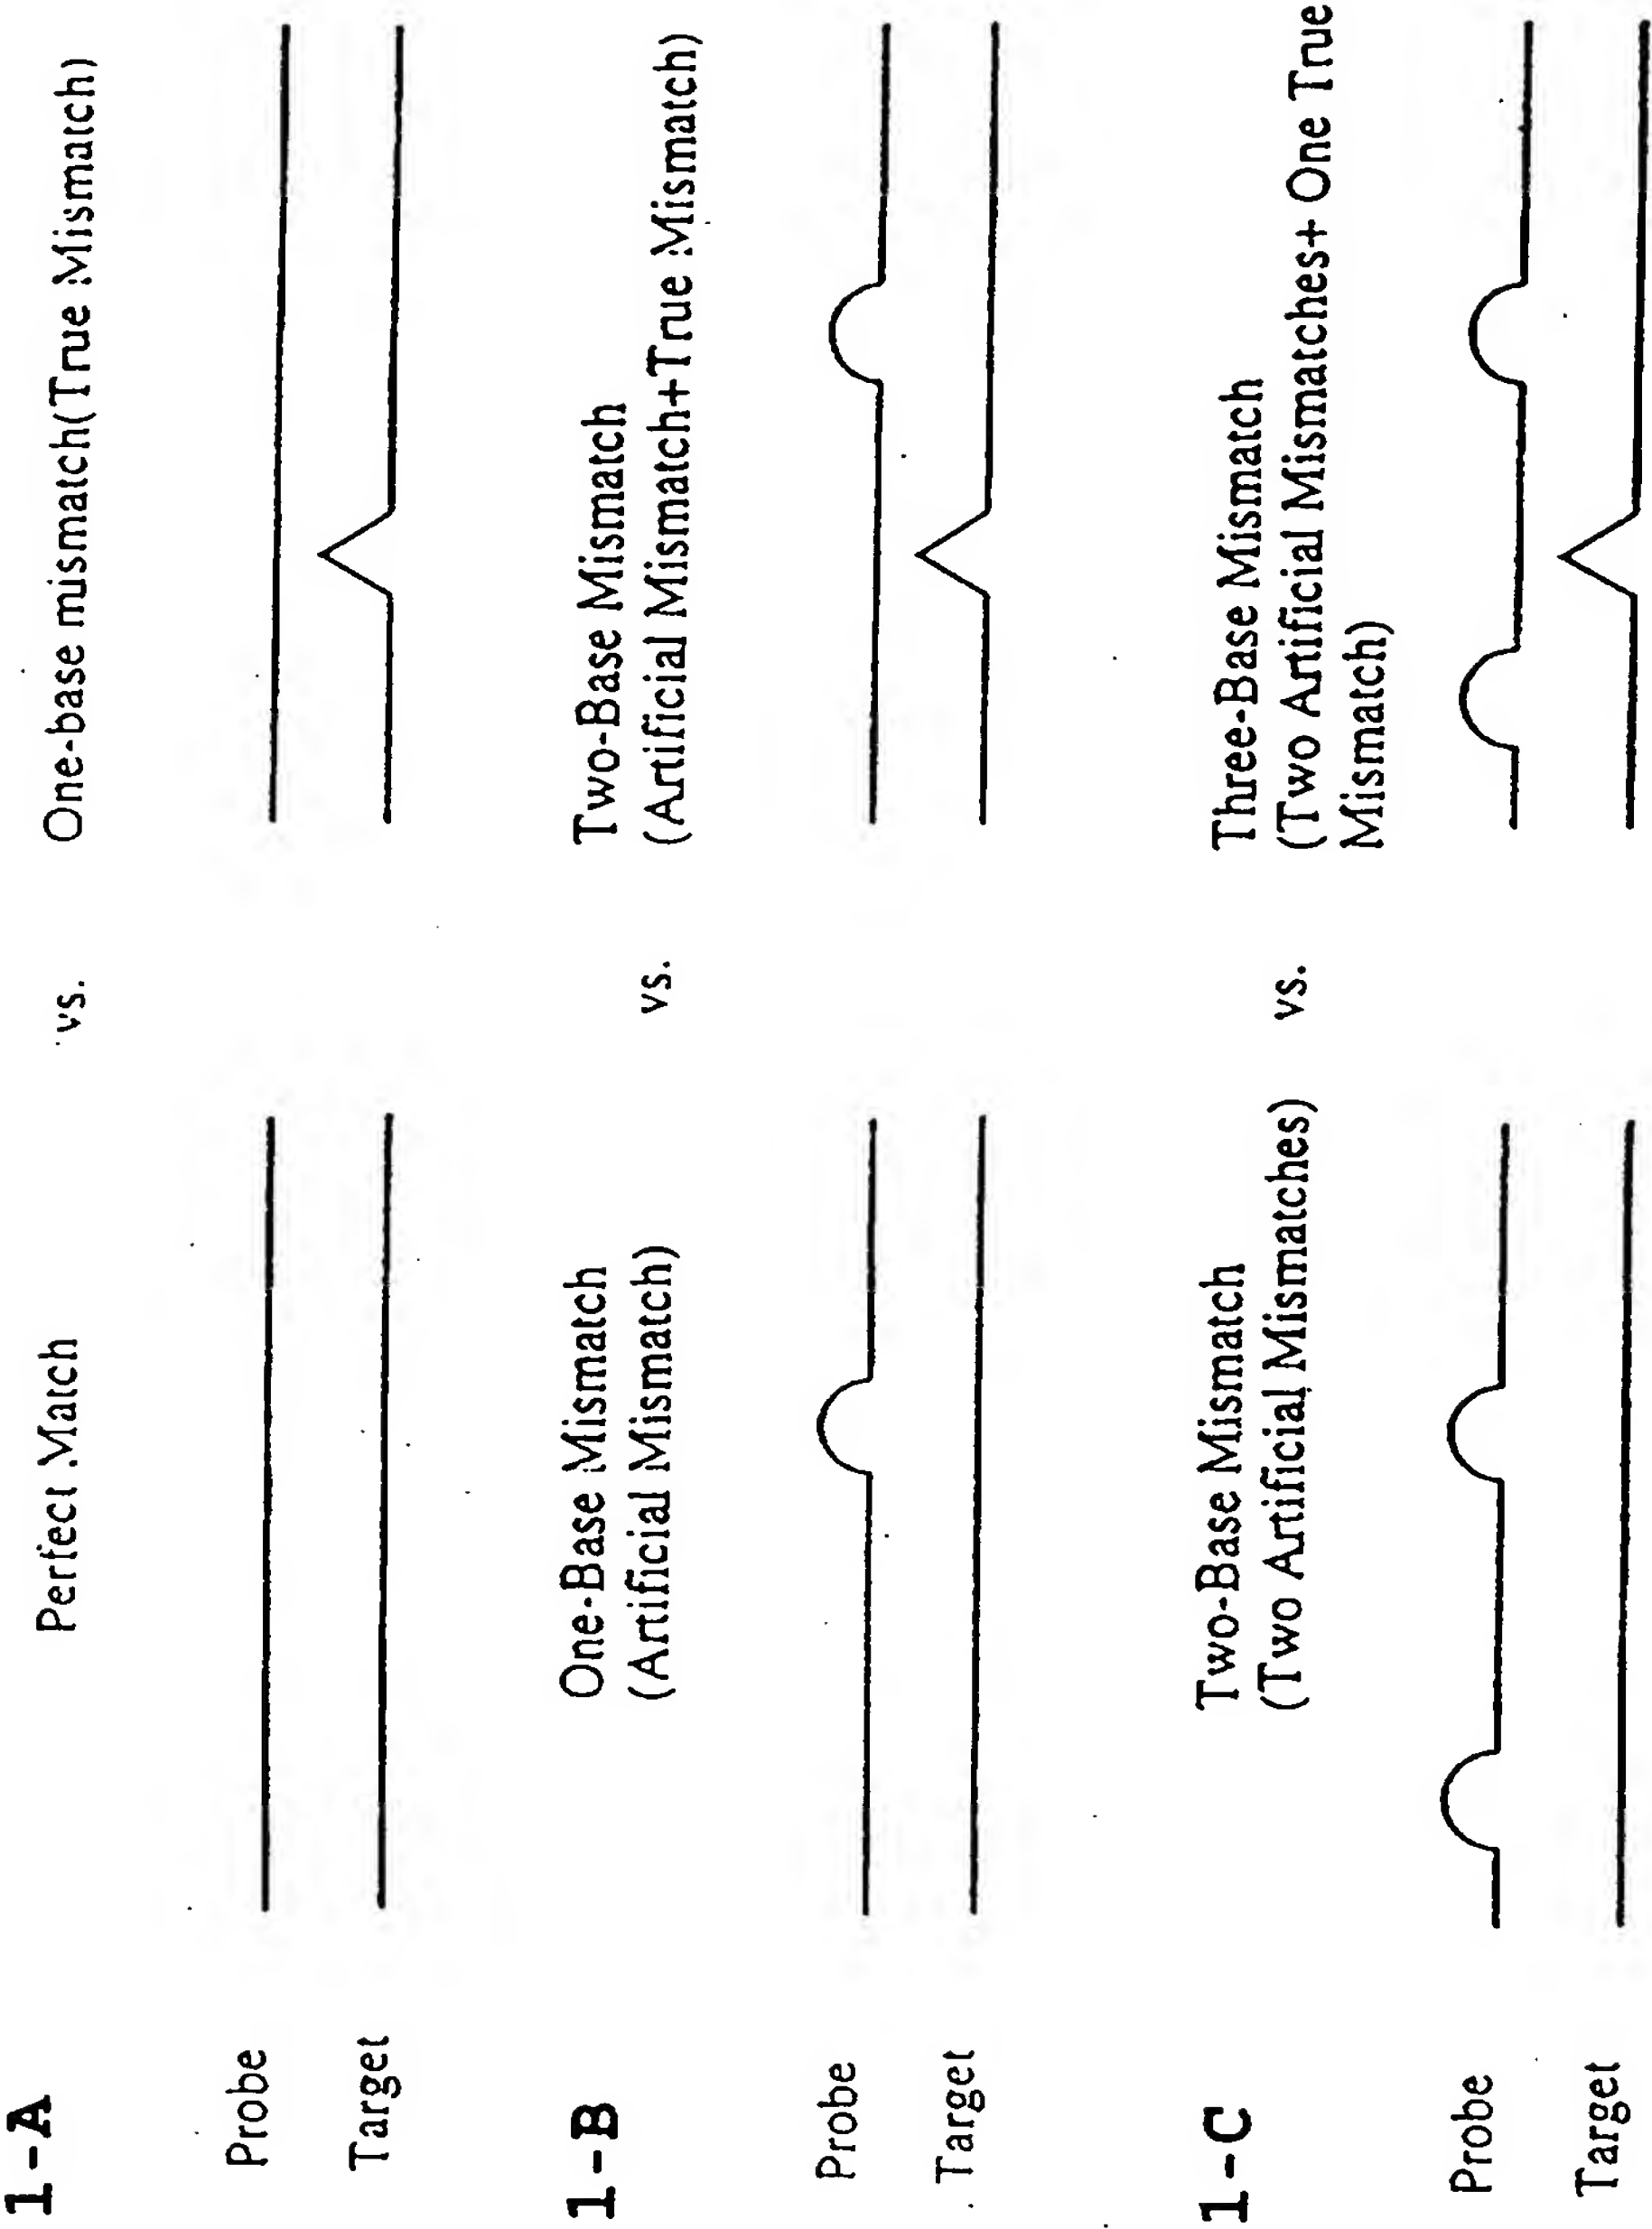 1-A
Perfect Match
vs.
One-base mismatch(True Mismatch)
Probe
Target
1-B
One-Base Mismatch
(Artificial Mismatch)
vs.
Two-Base Mismatch
(Artificial Mismatch+True Mismatch)
Probe
Target
1-C
Two-Base Mismatch
(Two Artificial Mismatches)
vs.
Three-Base Mismatch
(Two Artificial Mismatches+ One True
Mismatch)
Probe
Target